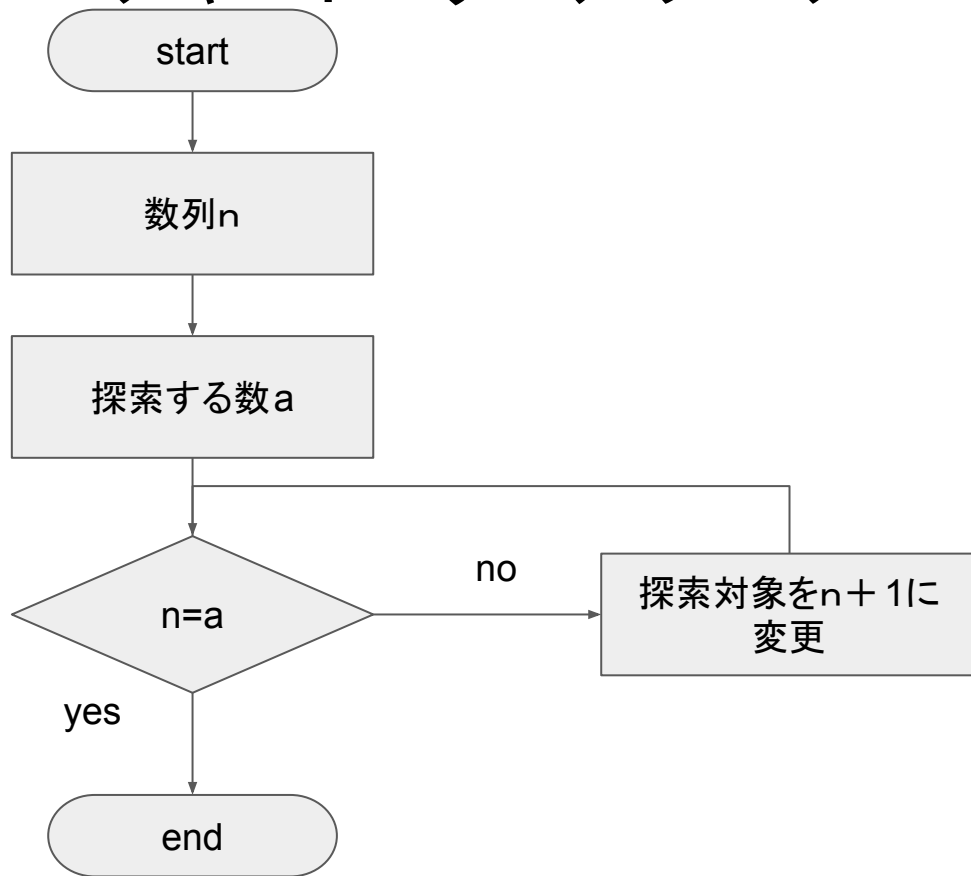 start
数列n
探索する数a
n=a
no
探索対象をn＋1に
変更
yes
end